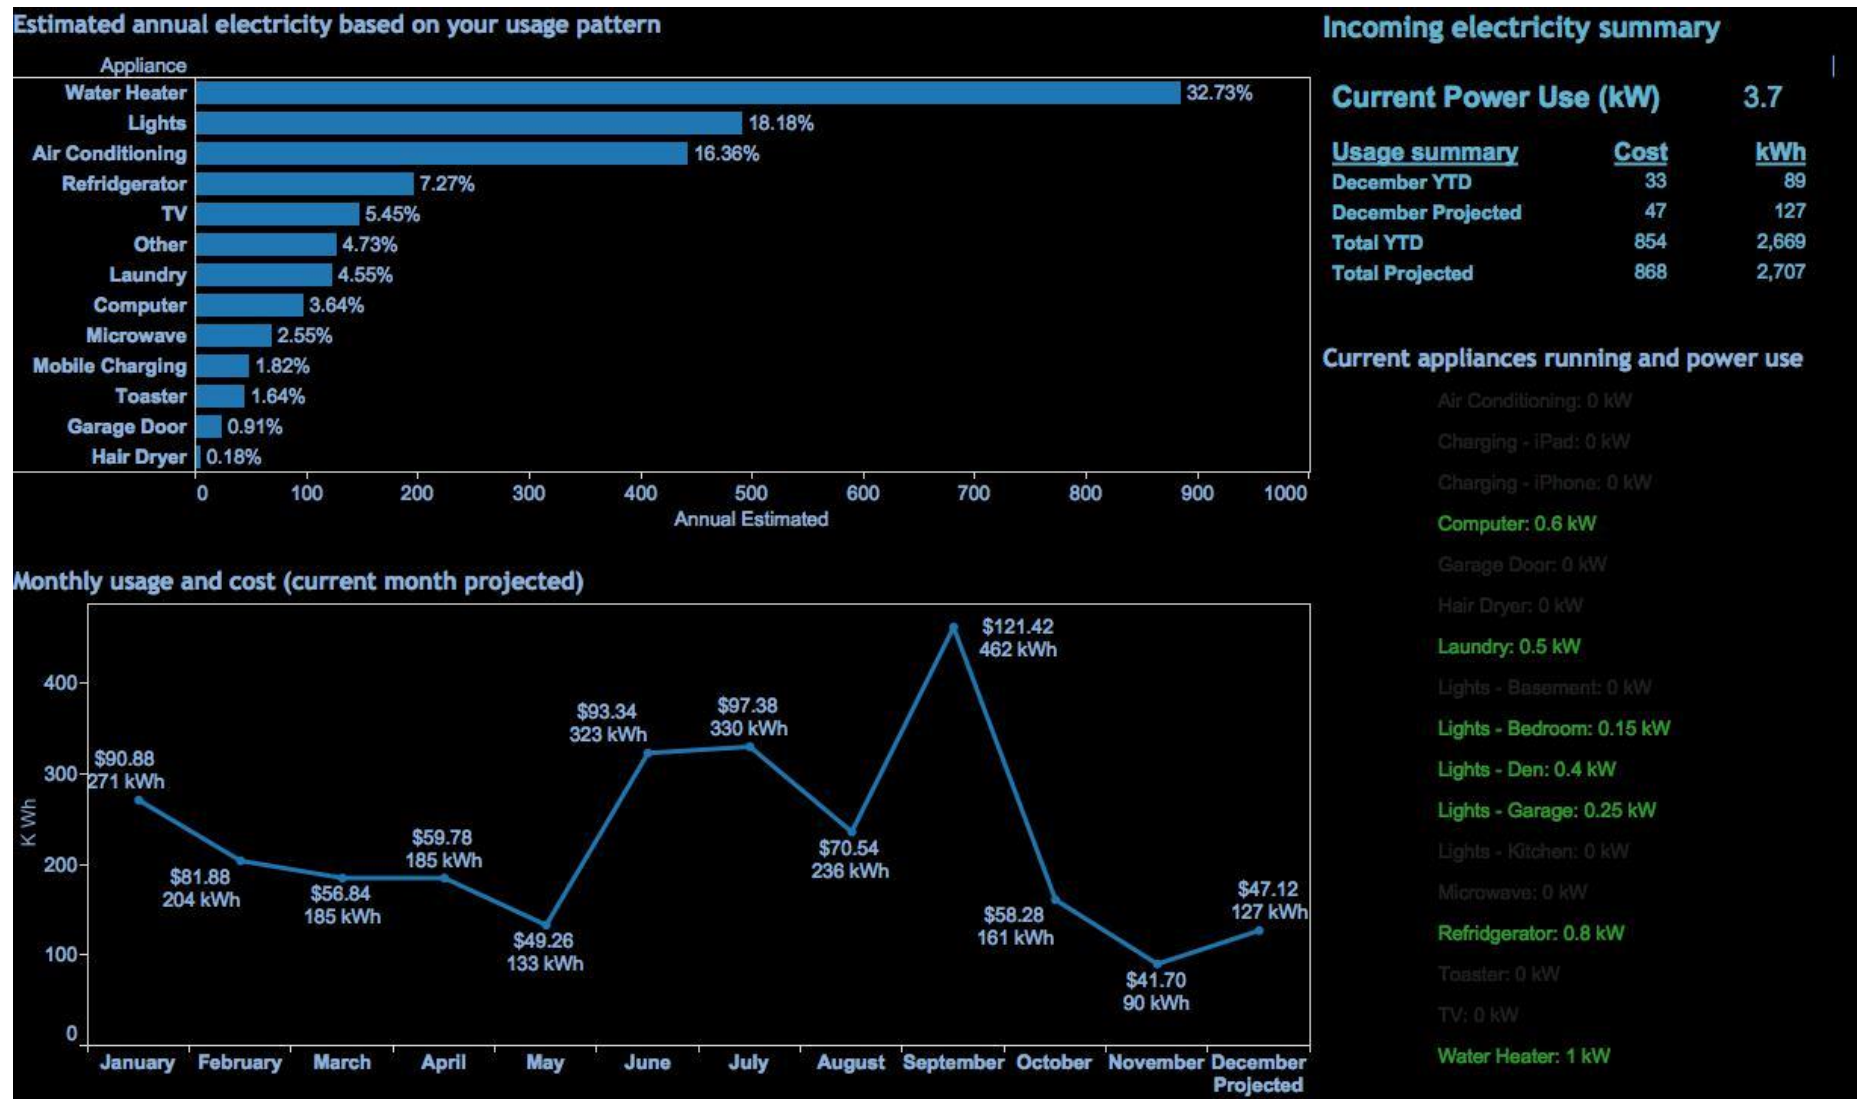 Estimated annual electricity based on your usage pattern
Appliance
Water Heater 32.73%
Lights 18.18%
Air Conditioning 16.36%
Refridgerator 7.27%
TV 5.45%
Other 4.73%
Laundry 4.55%
Computer 3.64%
Microwave 2.55%
Mobile Charging 1.82%
Toaster 1.64%
Garage Door 0.91%
Hair Dryer 0.18%
0 100 200 300 400 500 600 700 800 900 1000
Annual Estimated
Incoming electricity summary
Current Power Use (kW) 3.7
Usage summary Cost kWh
December YTD 33 89
December Projected 47 127
Total YTD 854 2,669
Total Projected 868 2,707
Current appliances running and power use
Air Conditioning: 0 kW
Charging - iPad: 0 kW
Charging - iPhone: 0 kW
Computer: 0.6 kW
Garage Door: 0 kW
Hair Dryer: 0 kW
Laundry: 0.5 kW
Lights - Basement: 0 kW
Lights - Bedroom: 0.15 kW
Lights - Den: 0.4 kW
Lights - Garage: 0.25 kW
Lights - Kitchen: 0 kW
Microwave: 0 kW
Refridgerator: 0.8 kW
Toaster: 0 kW
TV: 0 kW
Water Heater: 1 kW
Monthly usage and cost (current month projected)
K Wh
400
300
200
100
0
$90.88
271 kWh
$81.88
204 kWh
$56.84
185 kWh
$59.78
185 kWh
$49.26
133 kWh
$93.34
323 kWh
$97.38
330 kWh
$70.54
236 kWh
$121.42
462 kWh
$58.28
161 kWh
$41.70
90 kWh
$47.12
127 kWh
January February March April May June July August September October November December
Projected